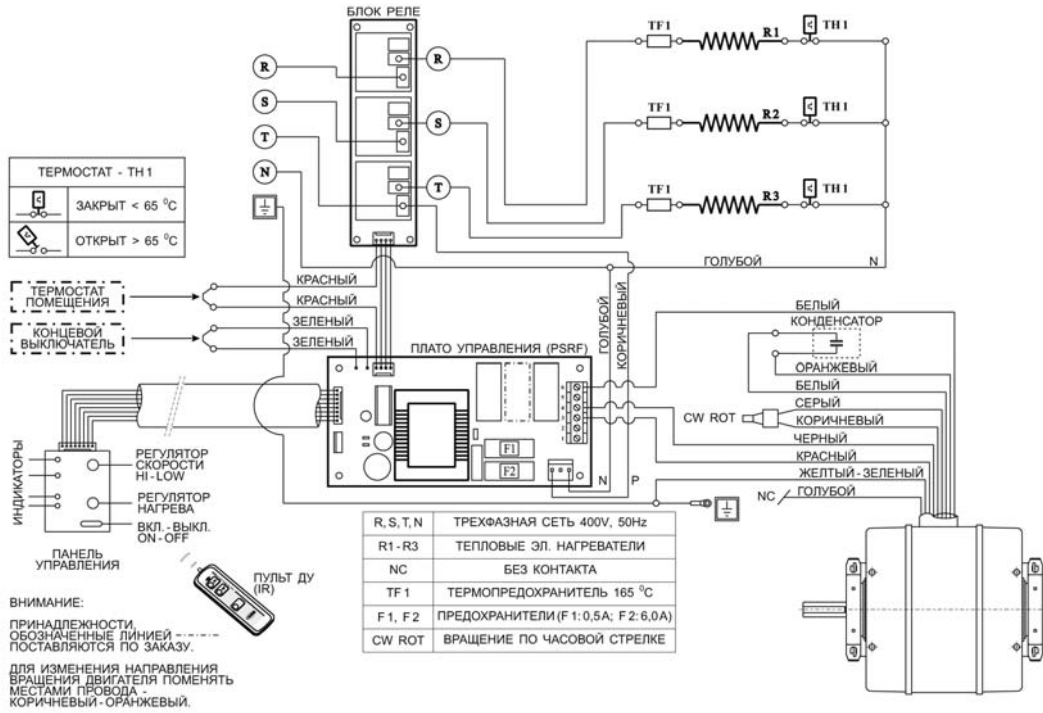 БЛОК РЕЛЕ
R
S
T
N
R
S
T
TF1
R1
TH1
TF1
R2
TH1
TF1
R3
TH1
ТЕРМОСТАТ - TH1
ЗАКРЫТ < 65 °C
ОТКРЫТ > 65 °C
ГОЛУБОЙ
N
ТЕРМОСТАТ
ПОМЕЩЕНИЯ
КРАСНЫЙ
КРАСНЫЙ
КОНЦЕВОЙ
ВЫКЛЮЧАТЕЛЬ
ЗЕЛЕНЫЙ
ЗЕЛЕНЫЙ
ГОЛУБОЙ
КОРИЧНЕВЫЙ
ПЛАТО УПРАВЛЕНИЯ (PSRF)
F1
F2
N
P
БЕЛЫЙ
КОНДЕНСАТОР
ОРАНЖЕВЫЙ
БЕЛЫЙ
СЕРЫЙ
CW ROT
КОРИЧНЕВЫЙ
ЧЕРНЫЙ
КРАСНЫЙ
ЖЕЛТЫЙ-ЗЕЛЕНЫЙ
NC
ГОЛУБОЙ
ИНДИКАТОРЫ
РЕГУЛЯТОР
СКОРОСТИ
HI-LOW
РЕГУЛЯТОР
НАГРЕВА
ВКЛ.-ВЫКЛ.
ON-OFF
ПАНЕЛЬ
УПРАВЛЕНИЯ
ПУЛЬТ ДУ
(IR)
R, S, T, N ТРЕХФАЗНАЯ СЕТЬ 400V, 50Hz
R1-R3 ТЕПЛОВЫЕ ЭЛ. НАГРЕВАТЕЛИ
NC БЕЗ КОНТАКТА
TF1 ТЕРМОПРЕДОХРАНИТЕЛЬ 165 °C
F1, F2 ПРЕДОХРАНИТЕЛИ (F1:0,5A; F2:6,0A)
CW ROT ВРАЩЕНИЕ ПО ЧАСОВОЙ СТРЕЛКЕ
ВНИМАНИЕ:
ПРИНАДЛЕЖНОСТИ,
ОБОЗНАЧЕННЫЕ ЛИНИЕЙ
ПОСТАВЛЯЮТСЯ ПО ЗАКАЗУ.
ДЛЯ ИЗМЕНЕНИЯ НАПРАВЛЕНИЯ
ВРАЩЕНИЯ ДВИГАТЕЛЯ ПОМЕНЯТЬ
МЕСТАМИ ПРОВОДА -
КОРИЧНЕВЫЙ-ОРАНЖЕВЫЙ.